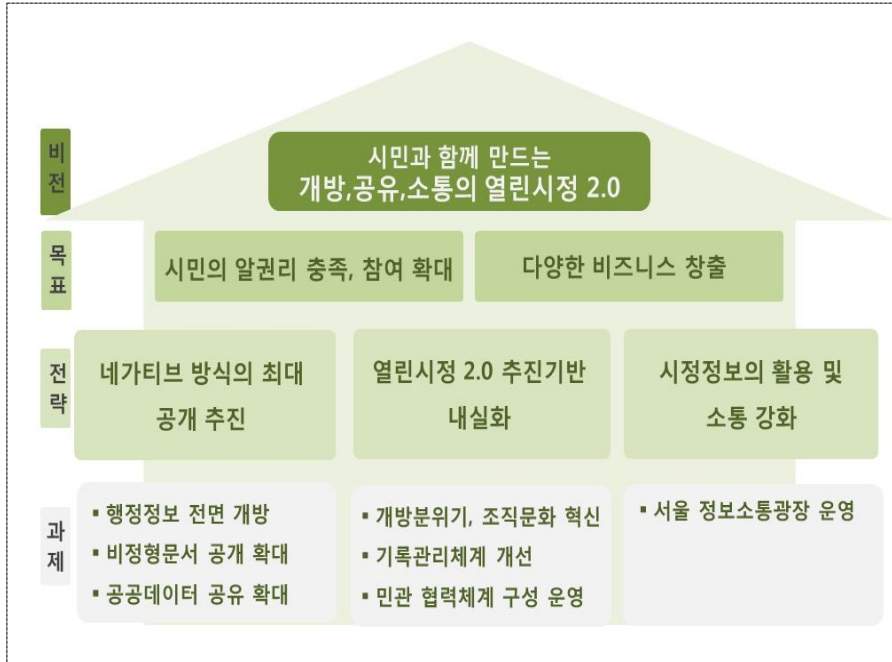 비
전
시민과 함께 만드는
개방,공유,소통의 열린시정 2.0
목
표
시민의 알권리 충족, 참여 확대
다양한 비즈니스 창출
전
략
네가티브 방식의 최대
공개 추진
열린시정 2.0 추진기반
내실화
시정정보의 활용 및
소통 강화
과
제
▪ 행정정보 전면 개방
▪ 비정형문서 공개 확대
▪ 공공데이터 공유 확대
▪ 개방분위기, 조직문화 혁신
▪ 기록관리체계 개선
▪ 민관 협력체계 구성 운영
▪ 서울 정보소통광장 운영